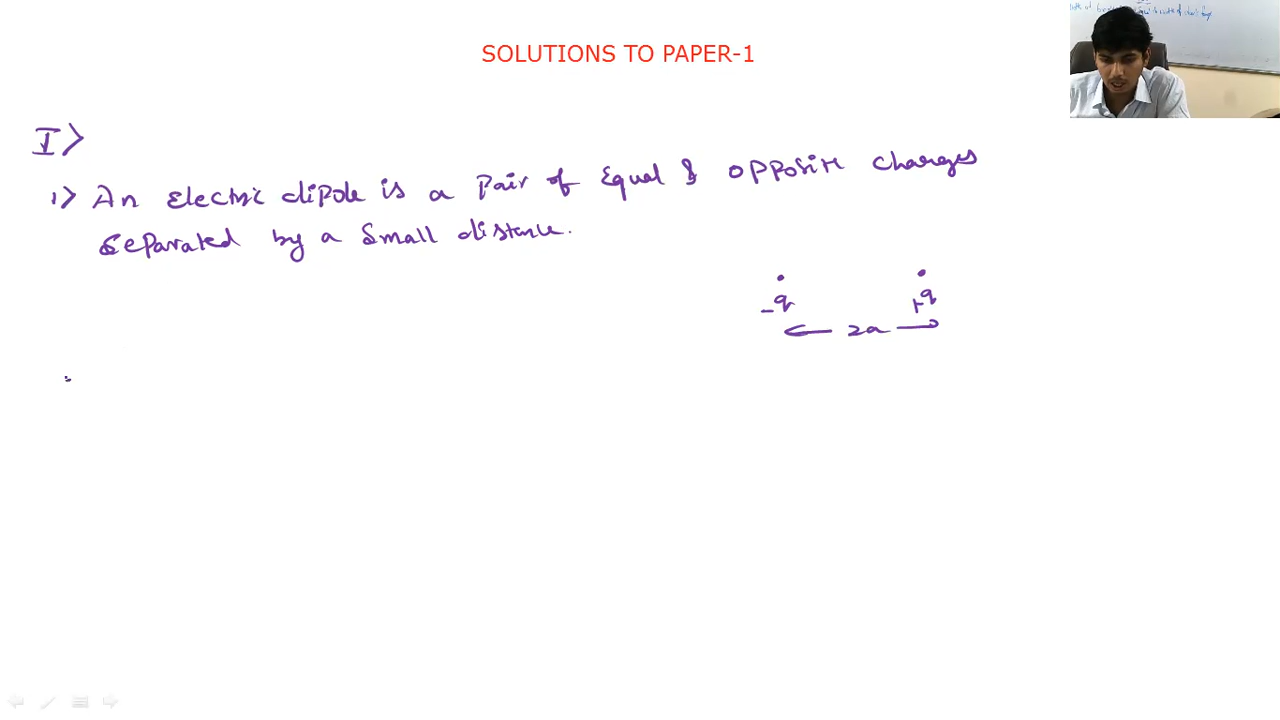 SOLUTIONS TO PAPER-1
I>
1> An Electric dipole is a Pair of Equal & opposite charges
separated by a small distance.
-q +q
2a